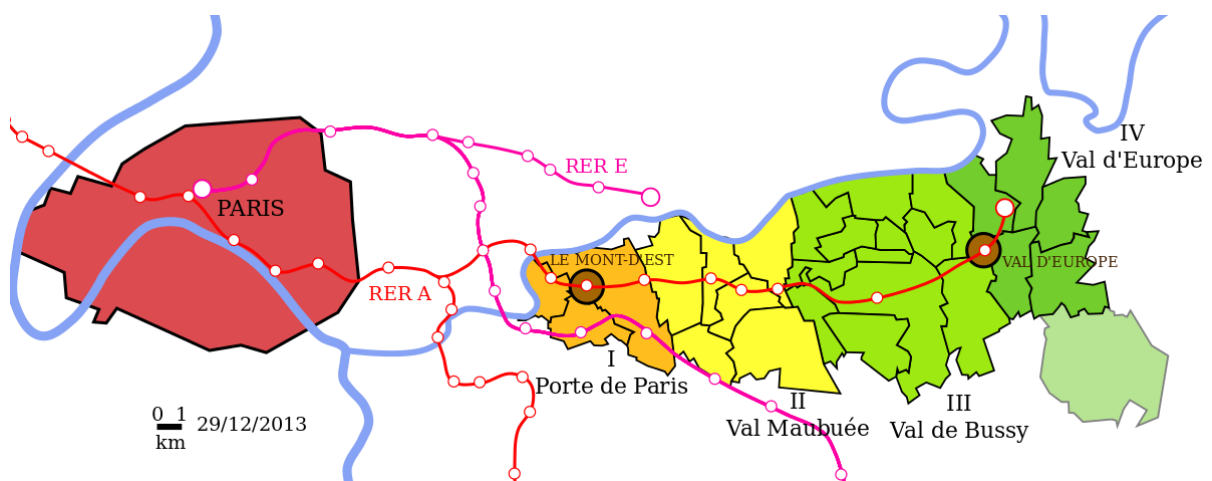 IV
Val d'Europe
RER E
PARIS
LE MONT-D'EST
VAL D'EUROPE
RER A
I
Porte de Paris
II
Val Maubuée
III
Val de Bussy
0 1
km
29/12/2013